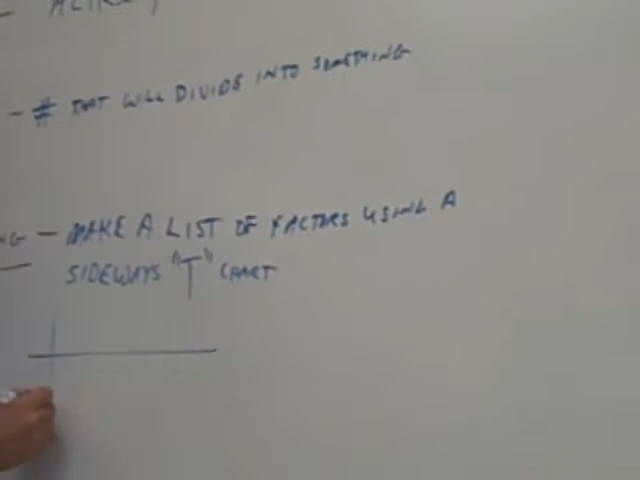 - # THAT WILL DIVIDE INTO SOMETHING
- MAKE A LIST OF FACTORS USING A
SIDEWAYS "T" CHART